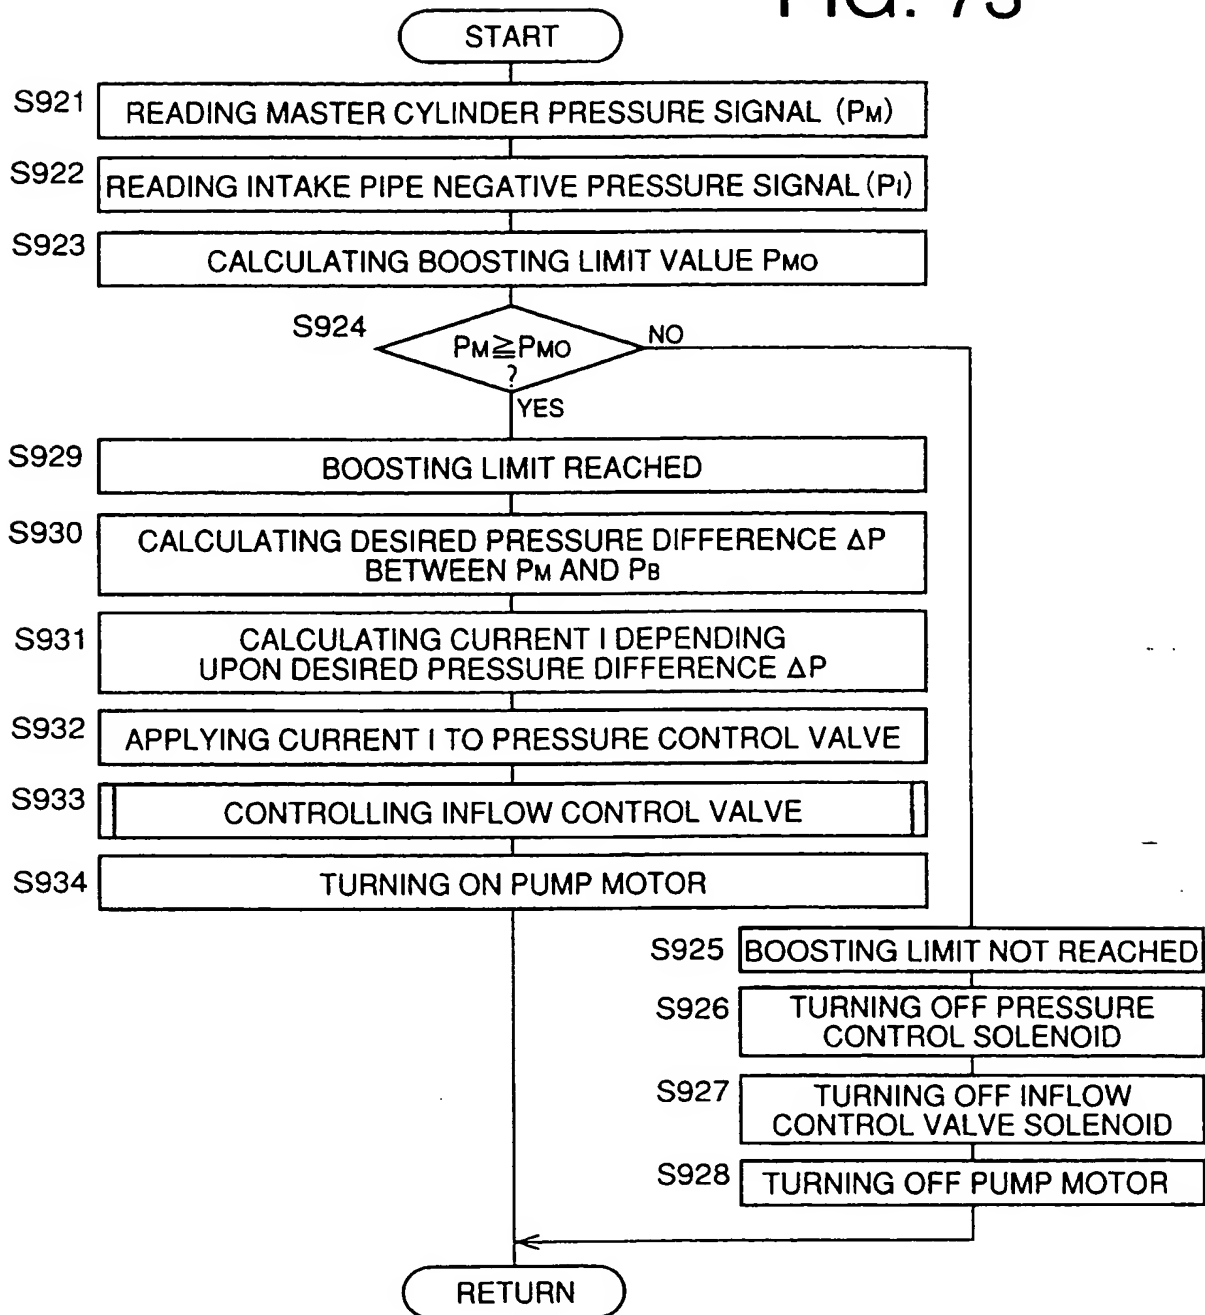 FIG. 73
START
S921 READING MASTER CYLINDER PRESSURE SIGNAL (PM)
S922 READING INTAKE PIPE NEGATIVE PRESSURE SIGNAL (PI)
S923 CALCULATING BOOSTING LIMIT VALUE PMO
S924 PM≧PMO NO
?
YES
S929 BOOSTING LIMIT REACHED
S930 CALCULATING DESIRED PRESSURE DIFFERENCE ΔP
BETWEEN PM AND PB
S931 CALCULATING CURRENT I DEPENDING
UPON DESIRED PRESSURE DIFFERENCE ΔP
S932 APPLYING CURRENT I TO PRESSURE CONTROL VALVE
S933 CONTROLLING INFLOW CONTROL VALVE
S934 TURNING ON PUMP MOTOR
S925 BOOSTING LIMIT NOT REACHED
S926 TURNING OFF PRESSURE
CONTROL SOLENOID
S927 TURNING OFF INFLOW
CONTROL VALVE SOLENOID
S928 TURNING OFF PUMP MOTOR
RETURN